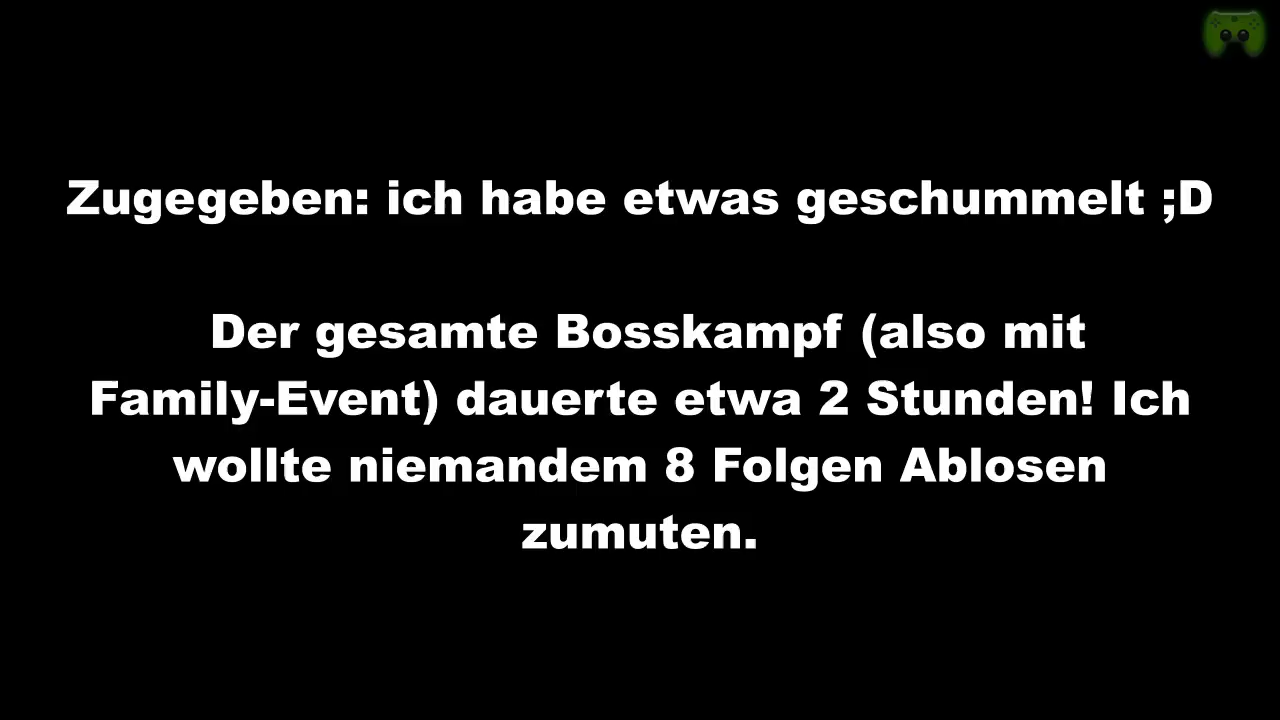 Zugegeben: ich habe etwas geschummelt ;D
Der gesamte Bosskampf (also mit
Family-Event) dauerte etwa 2 Stunden! Ich
wollte niemandem 8 Folgen Ablosen
zumuten.